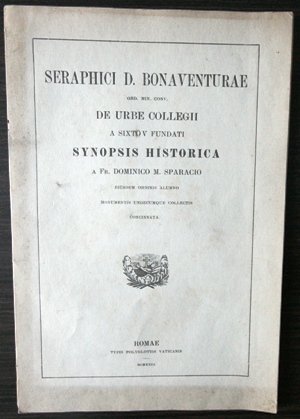 SERAPHICI D. BONAVENTURAE
ORD. MIN. CONV.
DE URBE COLLEGII
A SIXTO V FUNDATI
SYNOPSIS HISTORICA
A FR. DOMINICO M. SPARACIO
EIUSDEM ORDINIS ALUMNO
MONUMENTIS UNDECUMQUE COLLECTIS
CONCINNATA
ROMAE
TYPIS POLYGLOTTIS VATICANIS